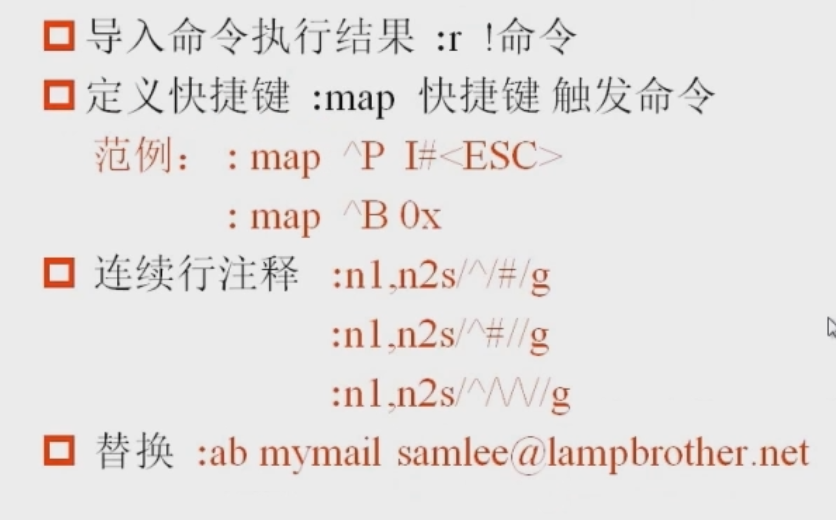 导入命令执行结果 :r !命令
定义快捷键 :map 快捷键 触发命令
范例： : map ^P I#<ESC>
: map ^B 0x
连续行注释 :n1,n2s/^/#/g
:n1,n2s/^#//g
:n1,n2s/^/\/\//g
替换 :ab mymail samlee@lampbrother.net